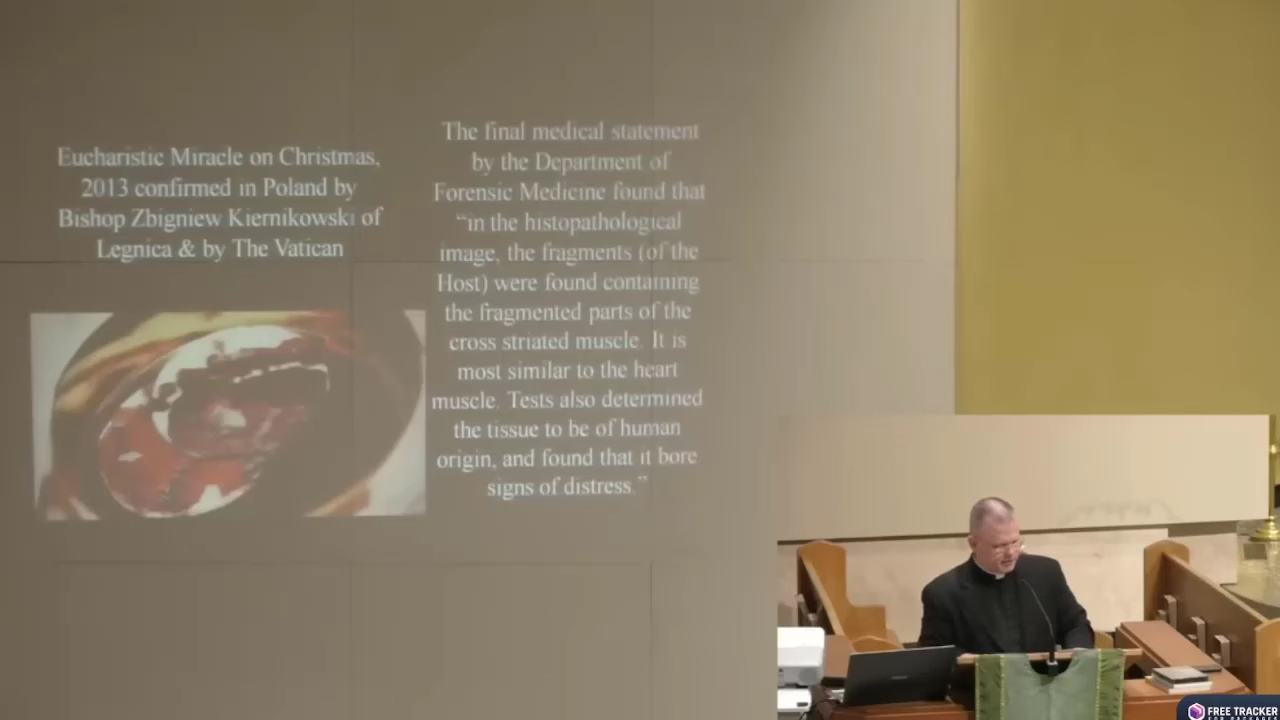 Eucharistic Miracle on Christmas,
2013 confirmed in Poland by
Bishop Zbigniew Kiernikowski of
Legnica & by The Vatican
The final medical statement
by the Department of
Forensic Medicine found that
“in the histopathological
image, the fragments (of the
Host) were found containing
the fragmented parts of the
cross striated muscle. It is
most similar to the heart
muscle. Tests also determined
the tissue to be of human
origin, and found that it bore
signs of distress.”
FREE TRACKER